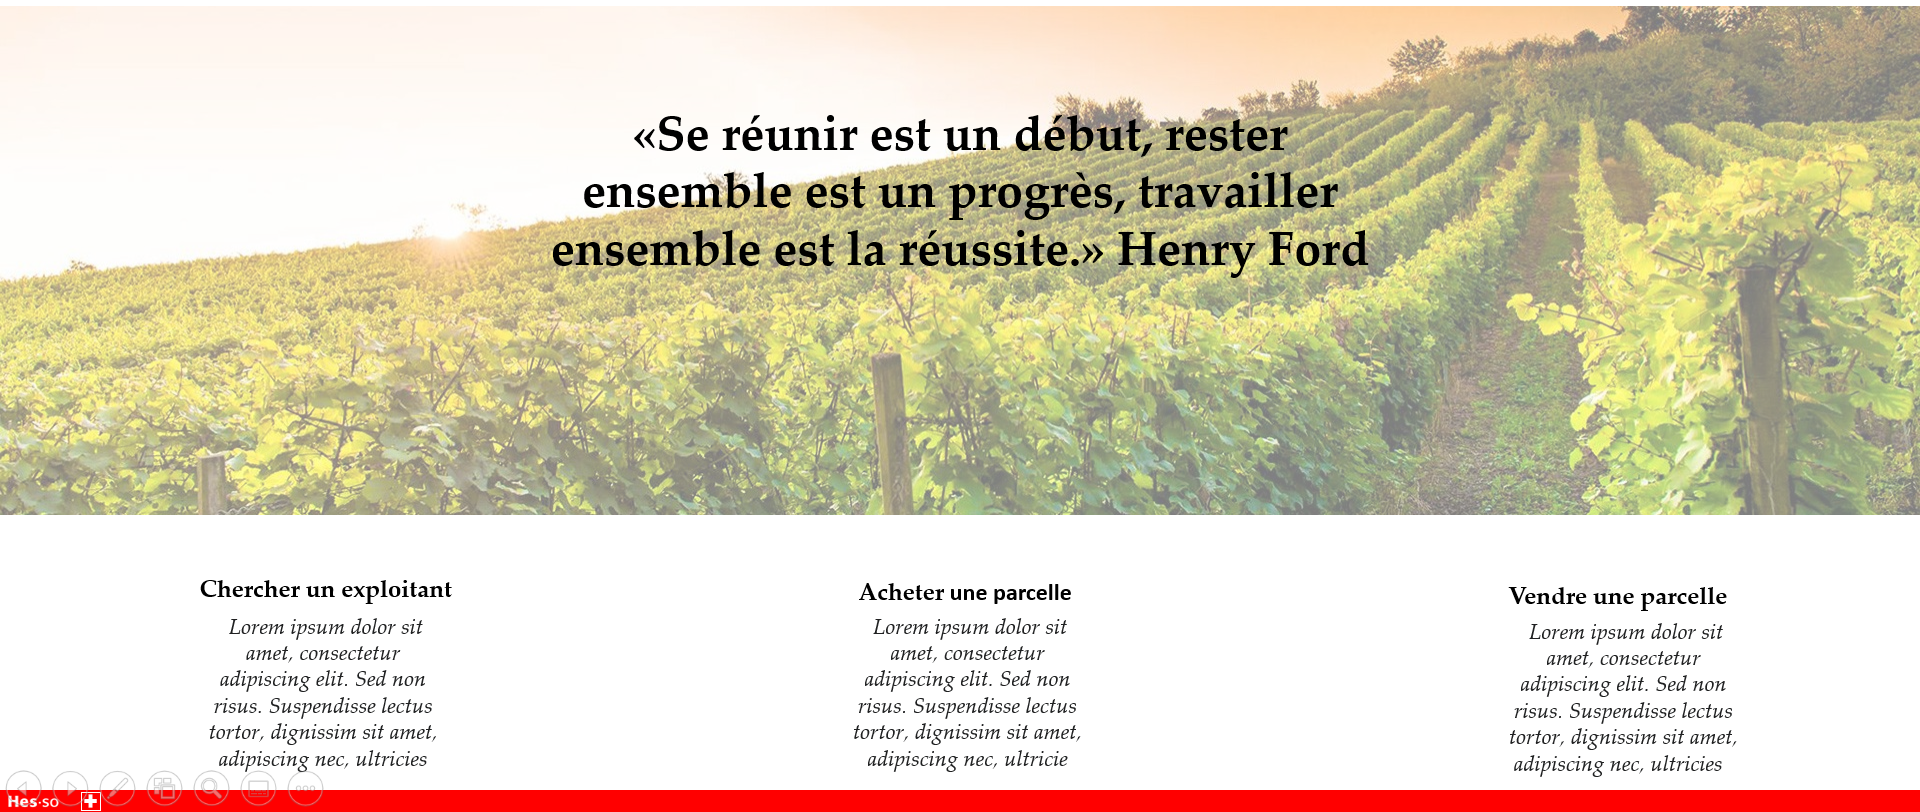 «Se réunir est un début, rester
ensemble est un progrès, travailler
ensemble est la réussite.» Henry Ford
Chercher un exploitant
Lorem ipsum dolor sit
amet, consectetur
adipiscing elit. Sed non
risus. Suspendisse lectus
tortor, dignissim sit amet,
adipiscing nec, ultricies
Acheter une parcelle
Lorem ipsum dolor sit
amet, consectetur
adipiscing elit. Sed non
risus. Suspendisse lectus
tortor, dignissim sit amet,
adipiscing nec, ultricie
Vendre une parcelle
Lorem ipsum dolor sit
amet, consectetur
adipiscing elit. Sed non
risus. Suspendisse lectus
tortor, dignissim sit amet,
adipiscing nec, ultricies
Hes·so